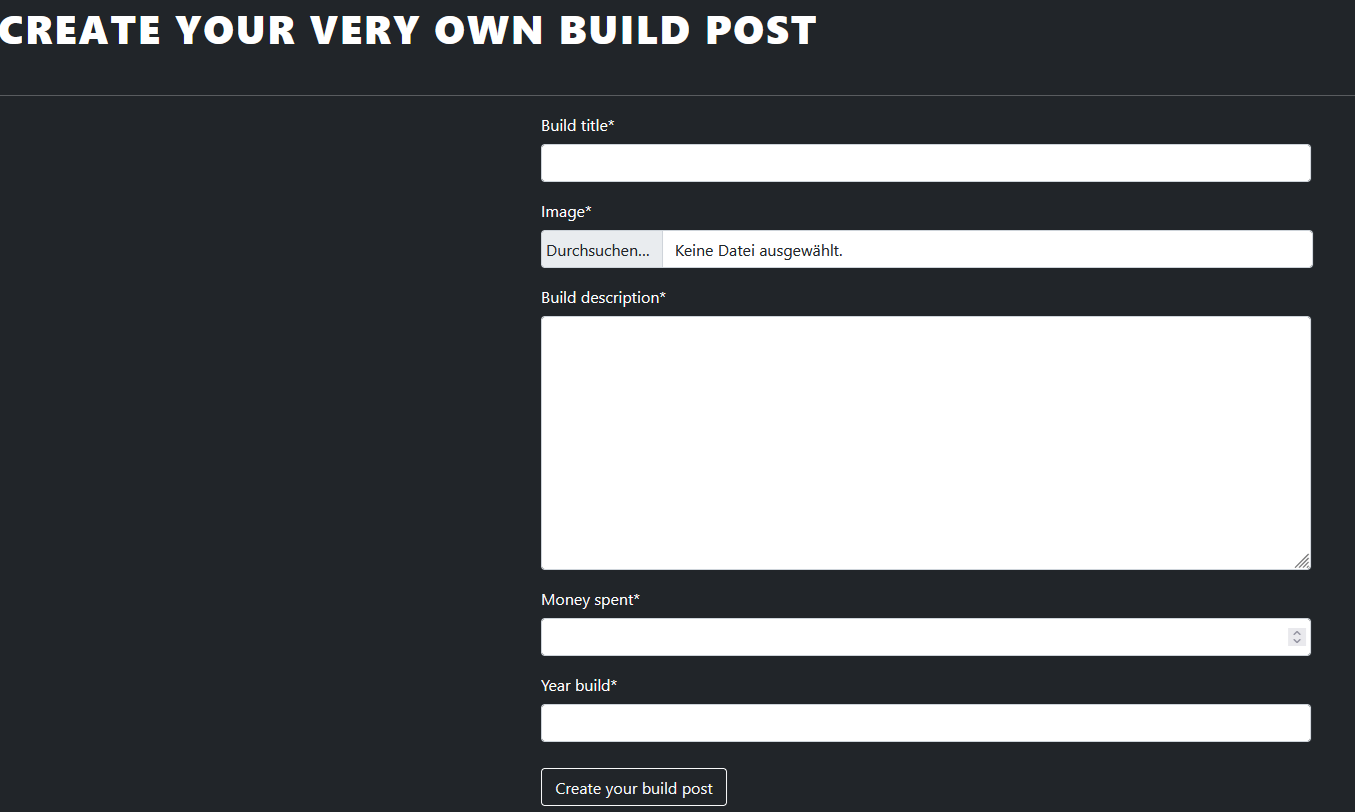 CREATE YOUR VERY OWN BUILD POST
Build title*
Image*
Durchsuchen... Keine Datei ausgewählt.
Build description*
Money spent*
Year build*
Create your build post